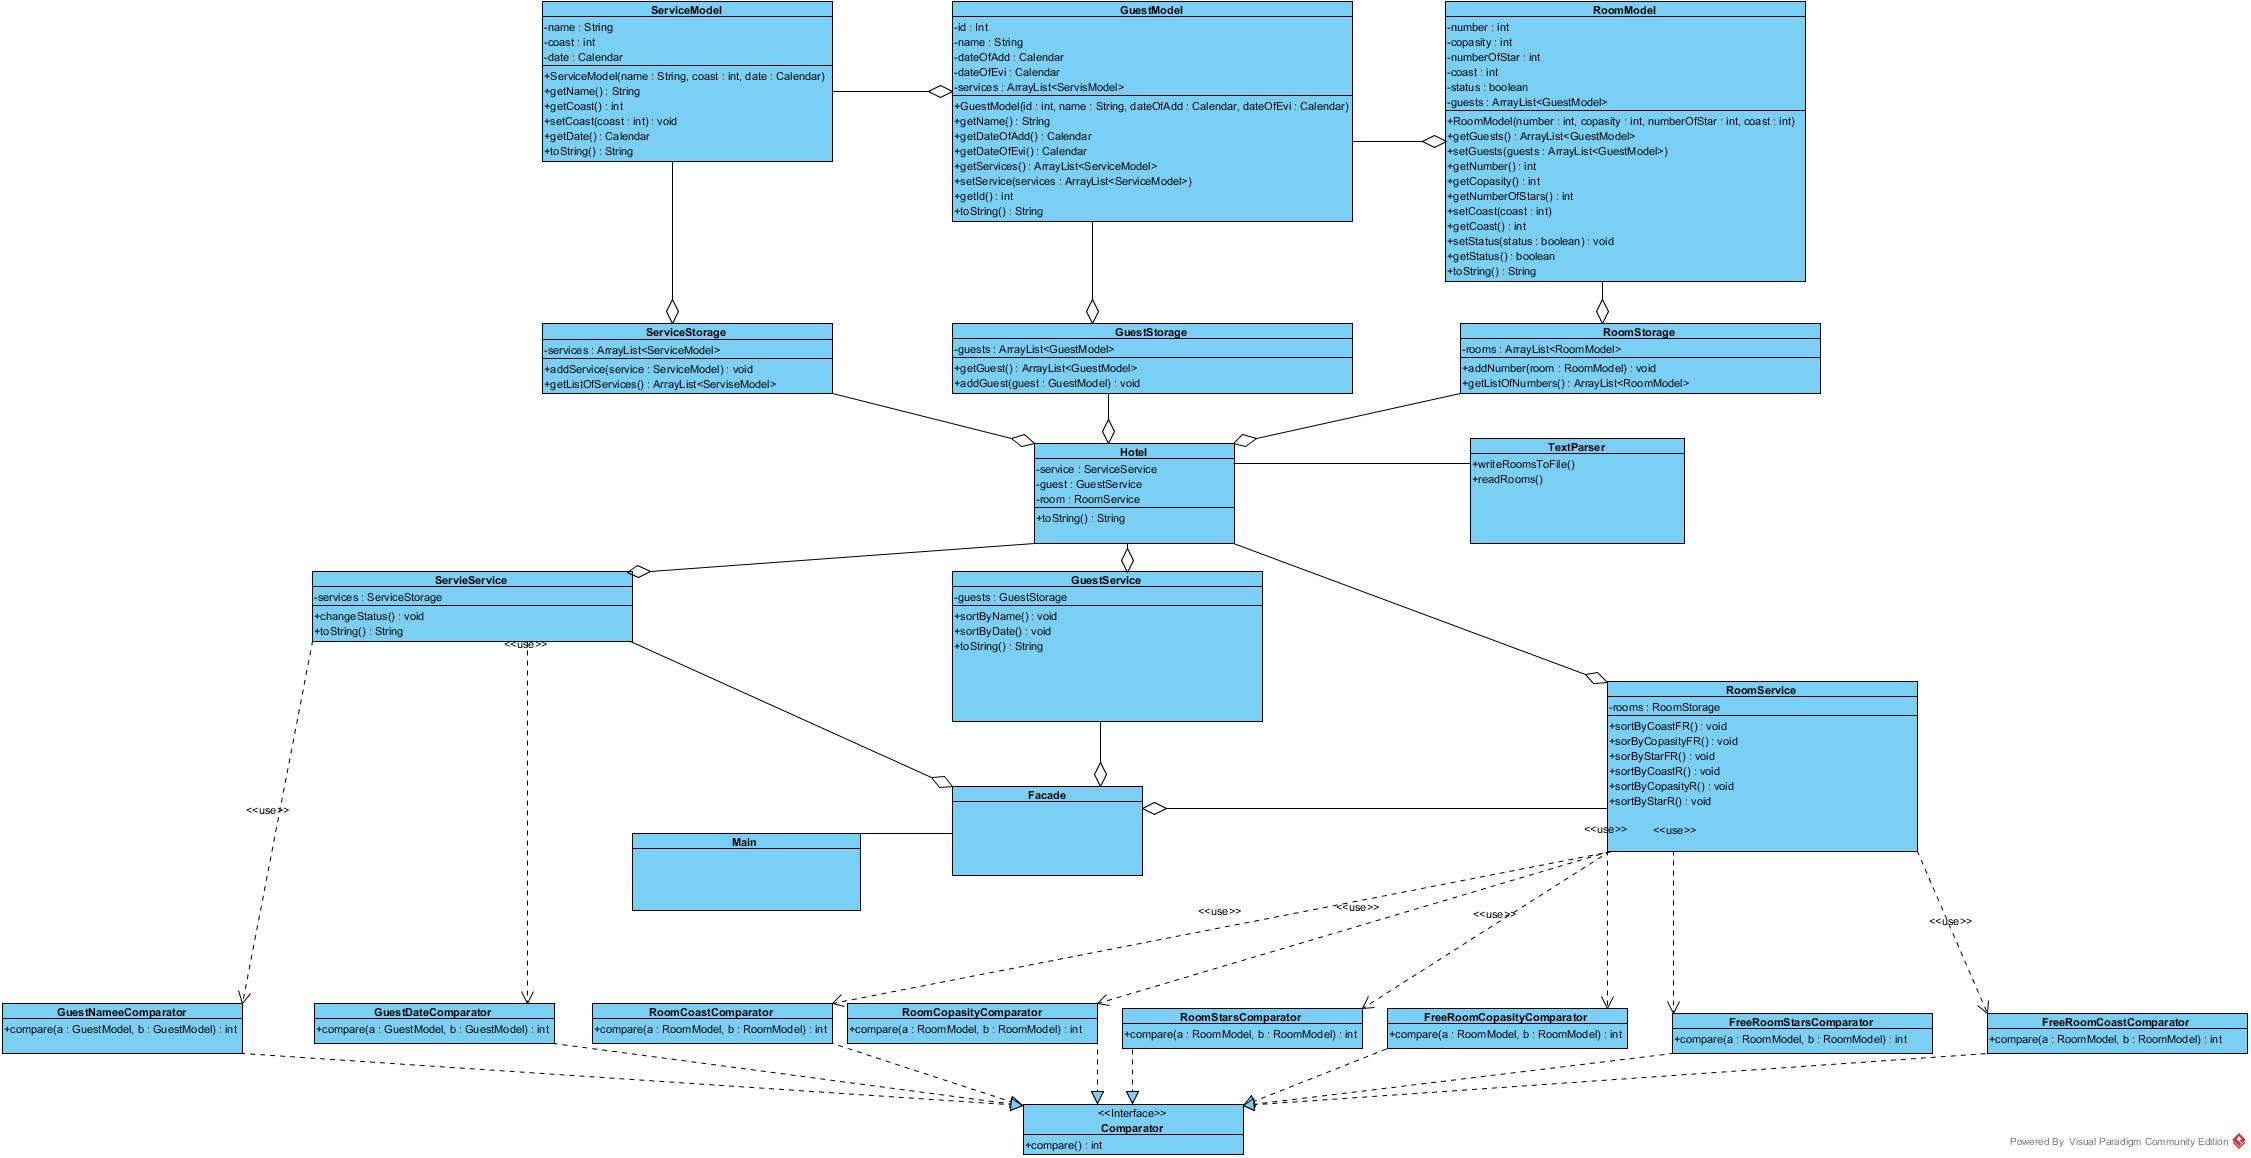 ServiceModel
-name : String
-coast : int
-date : Calendar
+ServiceModel(name : String, coast : int, date : Calendar)
+getName() : String
+getCoast() : int
+setCoast(coast : int) : void
+getDate() : Calendar
+toString() : String
GuestModel
-id : Int
-name : String
-dateOfAdd : Calendar
-dateOfEvi : Calendar
-services : ArrayList<ServisModel>
+GuestModel(id : int, name : String, dateOfAdd : Calendar, dateOfEvi : Calendar)
+getName() : String
+getDateOfAdd() : Calendar
+getDateOfEvi() : Calendar
+getServices() : ArrayList<ServiceModel>
+setService(services : ArrayList<ServiceModel>)
+getId() : int
+toString() : String
RoomModel
-number : int
-copasity : int
-numberOfStar : int
-coast : int
-status : boolean
-guests : ArrayList<GuestModel>
+RoomModel(number : int, copasity : int, numberOfStar : int, coast : int)
+getGuests() : ArrayList<GuestModel>
+setGuests(guests : ArrayList<GuestModel>)
+getNumber() : int
+getCopasity() : int
+getNumberOfStars() : int
+setCoast(coast : int)
+getCoast() : int
+setStatus(status : boolean) : void
+getStatus() : boolean
+toString() : String
ServiceStorage
-services : ArrayList<ServiceModel>
+addService(service : ServiceModel) : void
+getListOfServices() : ArrayList<ServiseModel>
GuestStorage
-guests : ArrayList<GuestModel>
+getGuest() : ArrayList<GuestModel>
+addGuest(guest : GuestModel) : void
RoomStorage
-rooms : ArrayList<RoomModel>
+addNumber(room : RoomModel) : void
+getListOfNumbers() : ArrayList<RoomModel>
Hotel
-service : ServiceService
-guest : GuestService
-room : RoomService
+toString() : String
TextParser
+writeRoomsToFile()
+readRooms()
ServieService
-services : ServiceStorage
+changeStatus() : void
+toString() : String
GuestService
-guests : GuestStorage
+sortByName() : void
+sortByDate() : void
+toString() : String
RoomService
-rooms : RoomStorage
+sortByCoastFR() : void
+sorByCopasityFR() : void
+sorByStarFR() : void
+sortByCoastR() : void
+sortByCopasityR() : void
+sortByStarR() : void
<<use>>
<<use>>
Facade
Main
<<use>>
<<use>>
<<use>>
<<use>>
<<use>>
<<use>>
GuestNameeComparator
+compare(a : GuestModel, b : GuestModel) : int
GuestDateComparator
+compare(a : GuestModel, b : GuestModel) : int
RoomCoastComparator
+compare(a : RoomModel, b : RoomModel) : int
RoomCopasityComparator
+compare(a : RoomModel, b : RoomModel) : int
RoomStarsComparator
+compare(a : RoomModel, b : RoomModel) : int
FreeRoomCopasityComparator
+compare(a : RoomModel, b : RoomModel) : int
FreeRoomStarsComparator
+compare(a : RoomModel, b : RoomModel) : int
FreeRoomCoastComparator
+compare(a : RoomModel, b : RoomModel) : int
<<Interface>>
Comparator
+compare() : int
Powered By Visual Paradigm Community Edition